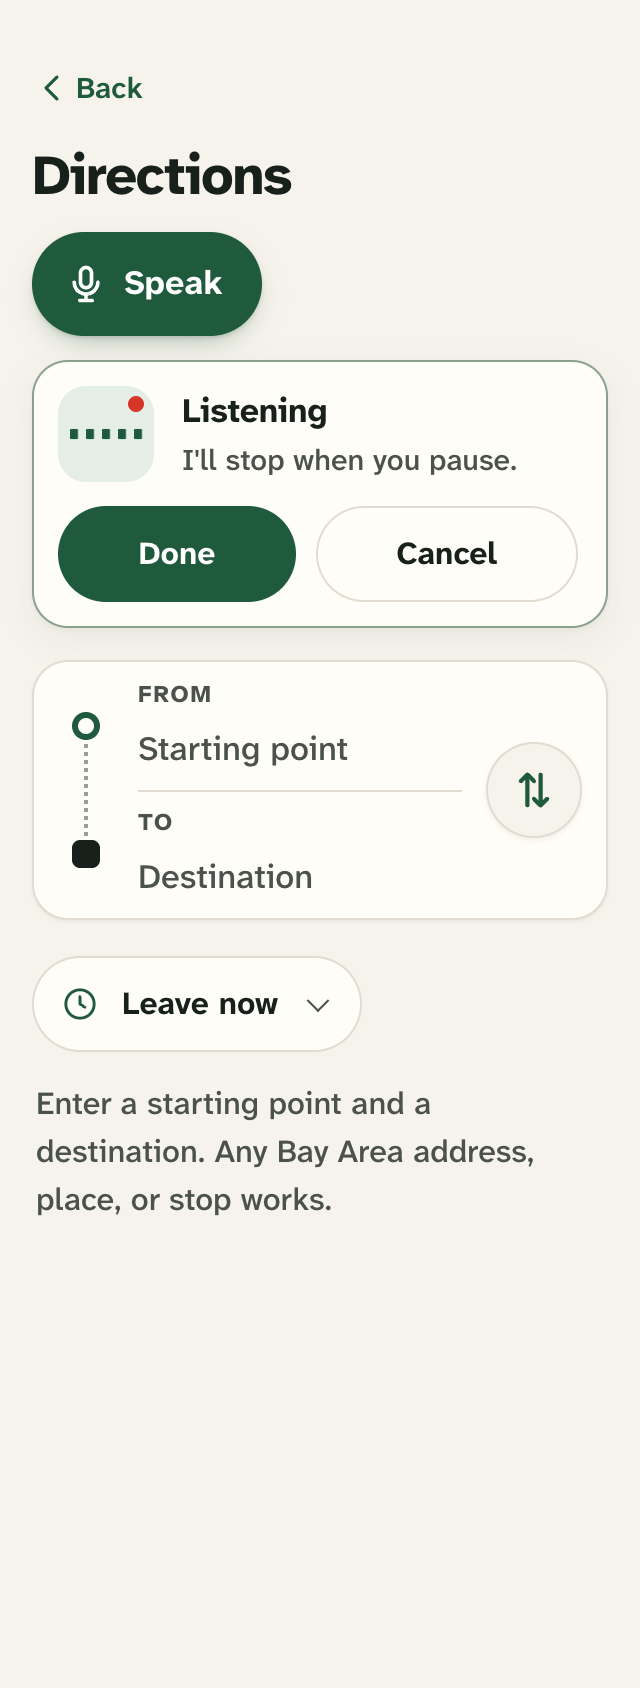 Back
Directions
Speak
Listening
I'll stop when you pause.
Done
Cancel
FROM
Starting point
TO
Destination
Leave now
Enter a starting point and a
destination. Any Bay Area address,
place, or stop works.